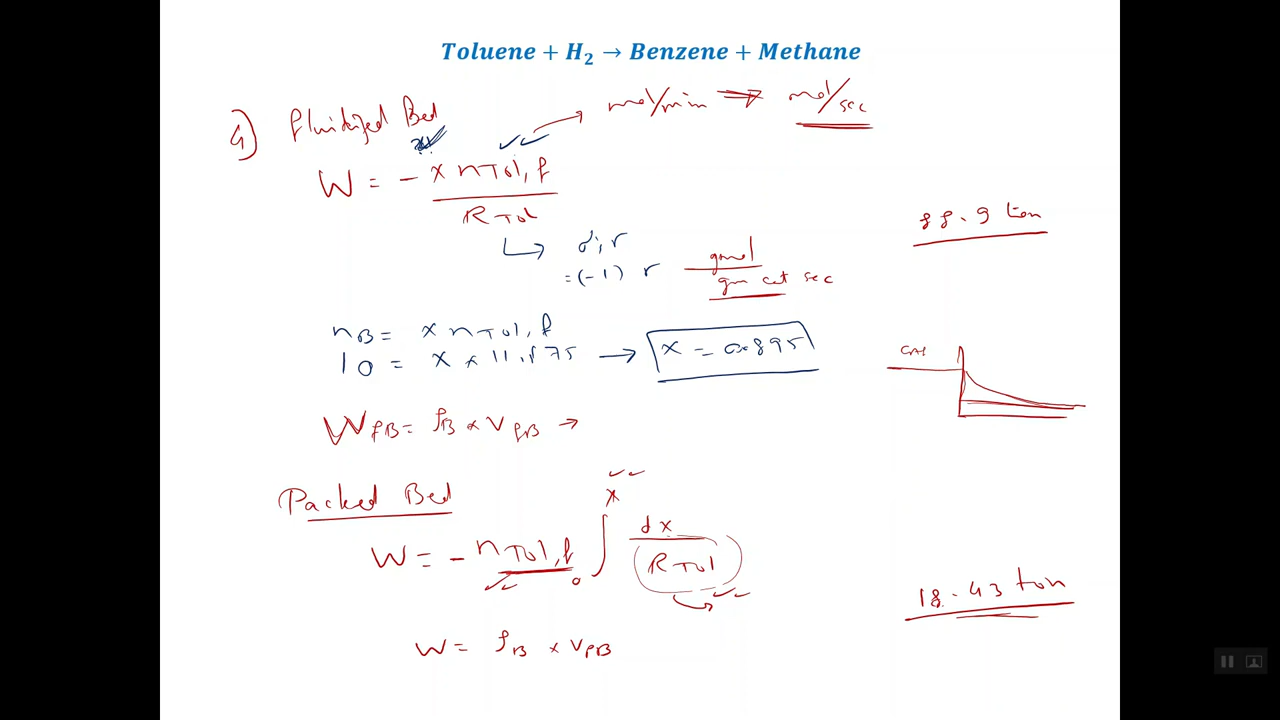 Toluene + H₂ → Benzene + Methane
4) fluidized Bed
mol/min → mol/sec
W = - x nTol,f / RTol
88.9 ton
σi r
= (-1) r gmol / gm cat sec
nB = x nTol,f
10 = x × 11.175 → x = 0.895
WFB = ρB × VFB →
Packed Bed
W = - nTol,f ∫₀ˣ dx / RTol
18.43 ton
W = ρB × VPB